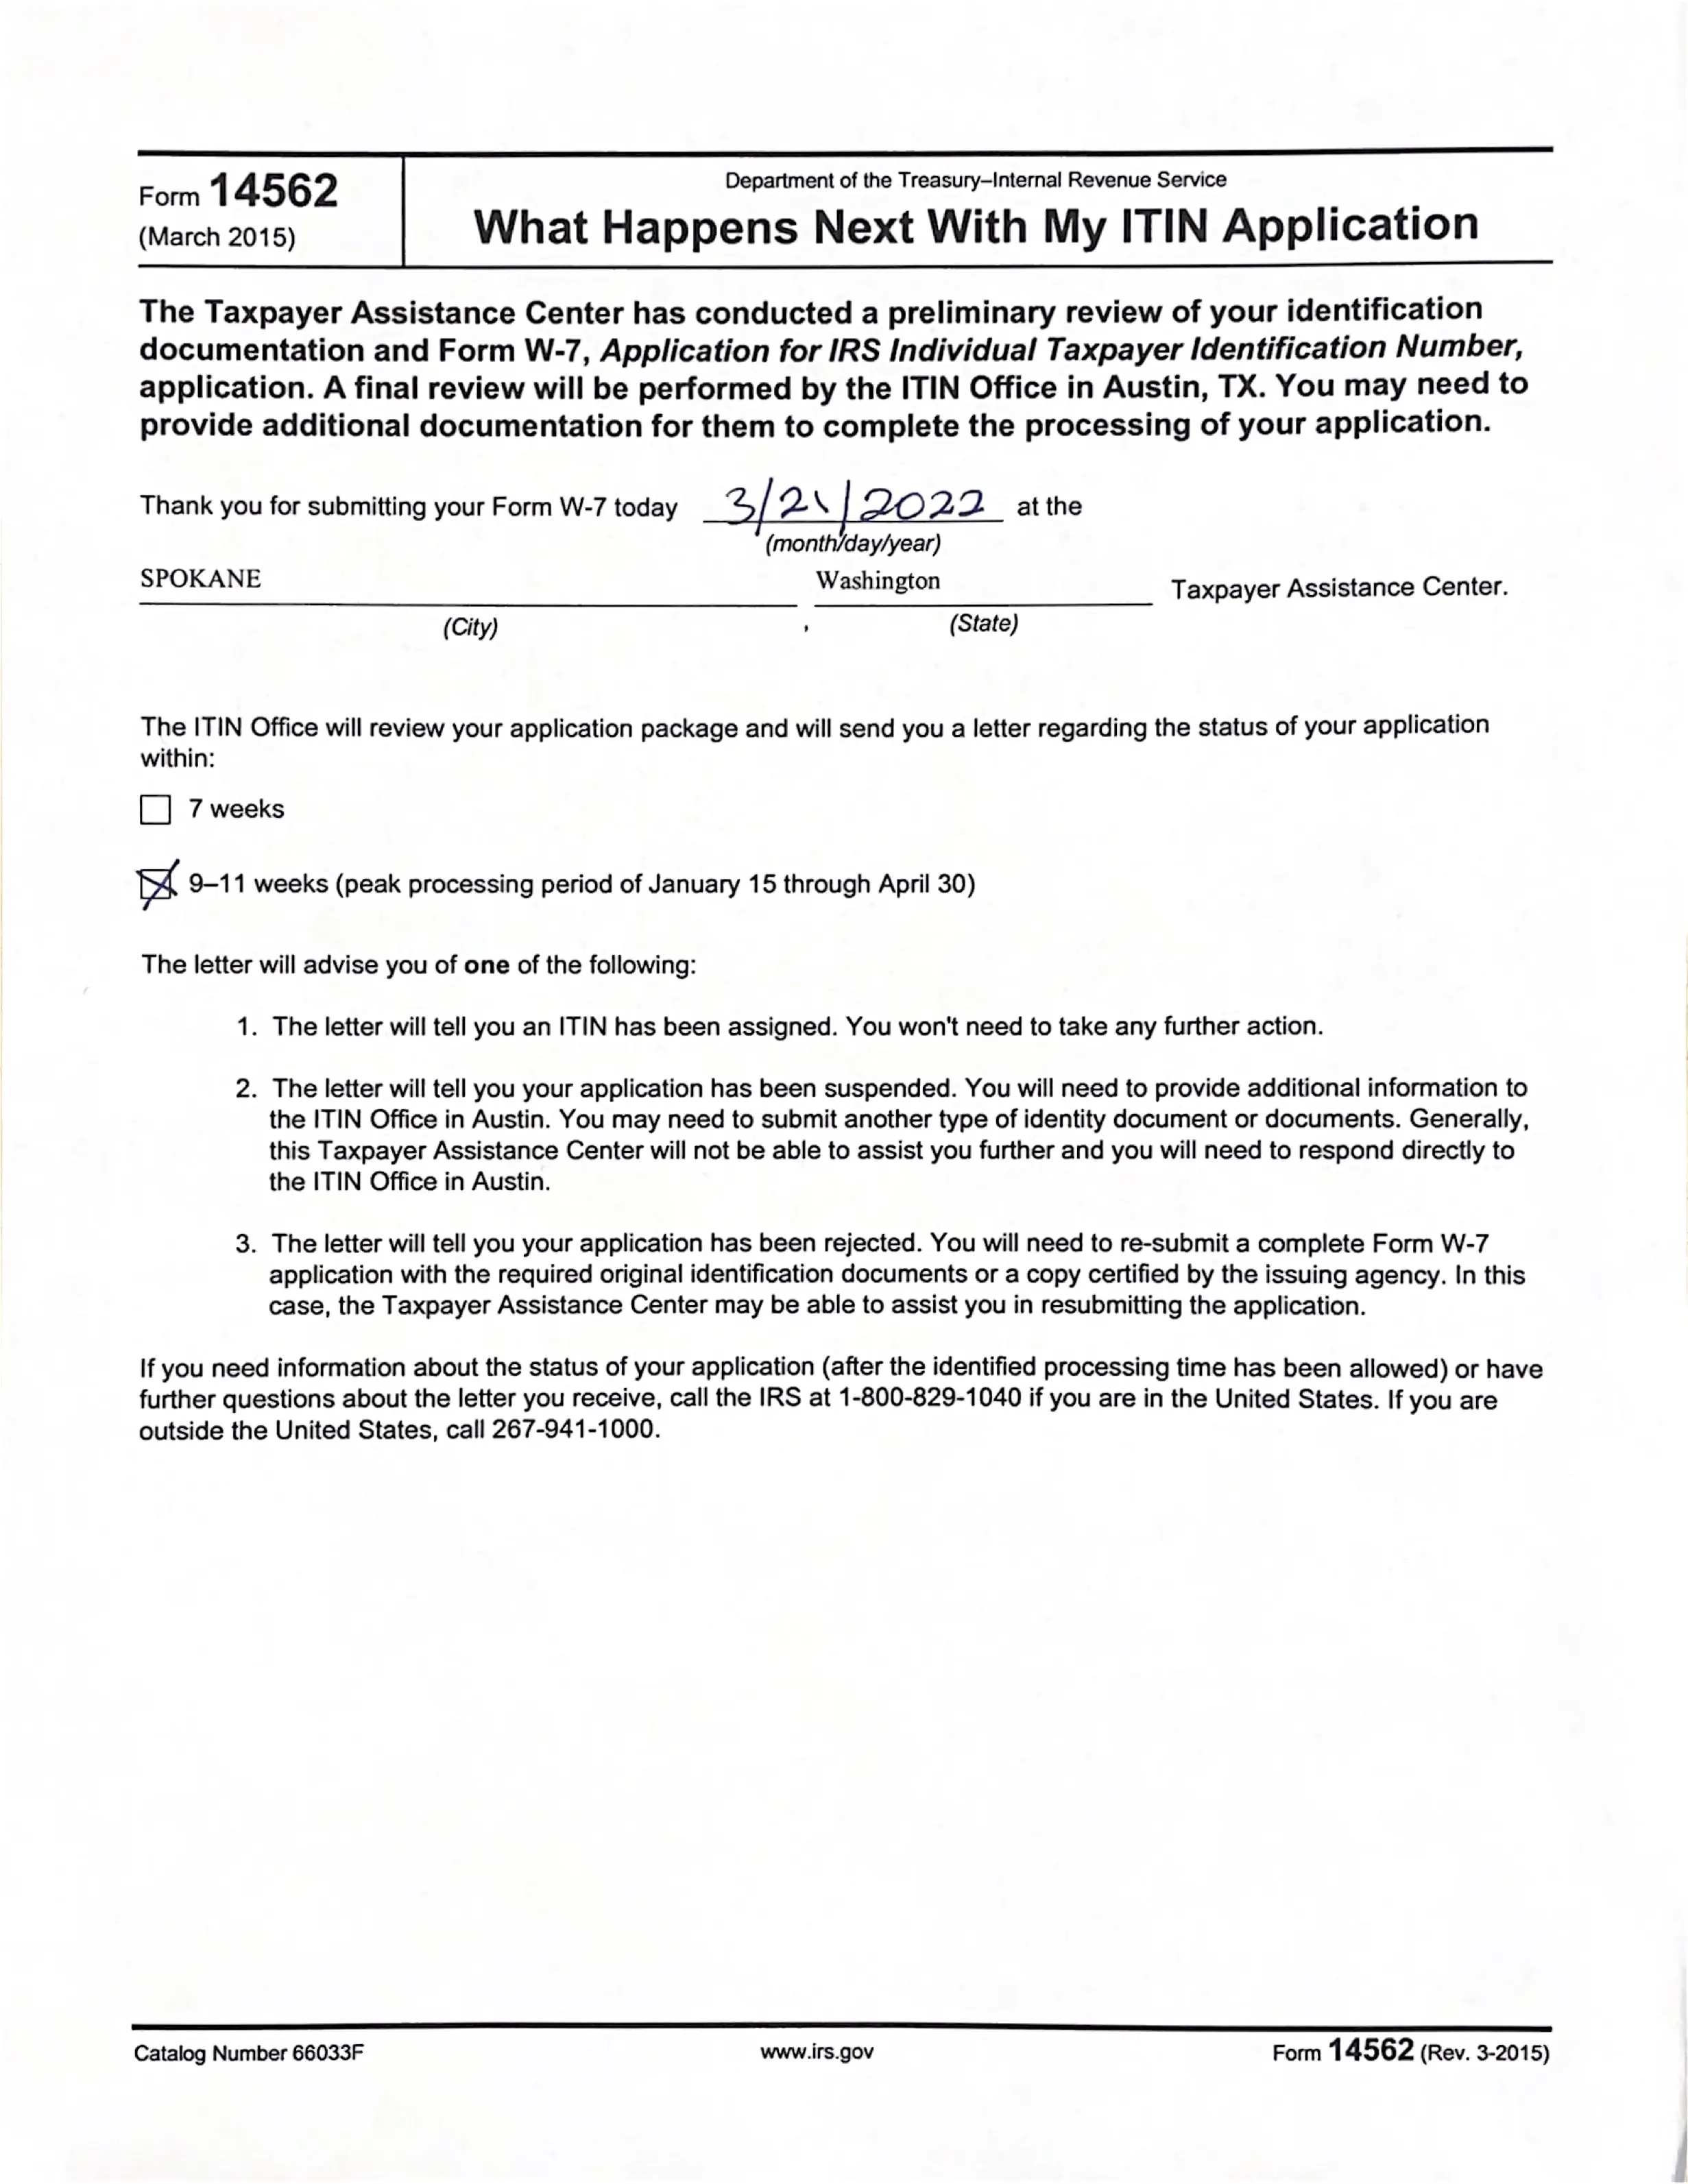 Form 14562
(March 2015)
Department of the Treasury–Internal Revenue Service
What Happens Next With My ITIN Application
The Taxpayer Assistance Center has conducted a preliminary review of your identification
documentation and Form W-7, Application for IRS Individual Taxpayer Identification Number,
application. A final review will be performed by the ITIN Office in Austin, TX. You may need to
provide additional documentation for them to complete the processing of your application.
Thank you for submitting your Form W-7 today 3/21/2022 at the
(month/day/year)
SPOKANE Washington Taxpayer Assistance Center.
(City) , (State)
The ITIN Office will review your application package and will send you a letter regarding the status of your application
within:
7 weeks
9–11 weeks (peak processing period of January 15 through April 30)
The letter will advise you of one of the following:
1. The letter will tell you an ITIN has been assigned. You won't need to take any further action.
2. The letter will tell you your application has been suspended. You will need to provide additional information to
the ITIN Office in Austin. You may need to submit another type of identity document or documents. Generally,
this Taxpayer Assistance Center will not be able to assist you further and you will need to respond directly to
the ITIN Office in Austin.
3. The letter will tell you your application has been rejected. You will need to re-submit a complete Form W-7
application with the required original identification documents or a copy certified by the issuing agency. In this
case, the Taxpayer Assistance Center may be able to assist you in resubmitting the application.
If you need information about the status of your application (after the identified processing time has been allowed) or have
further questions about the letter you receive, call the IRS at 1-800-829-1040 if you are in the United States. If you are
outside the United States, call 267-941-1000.
Catalog Number 66033F www.irs.gov Form 14562 (Rev. 3-2015)